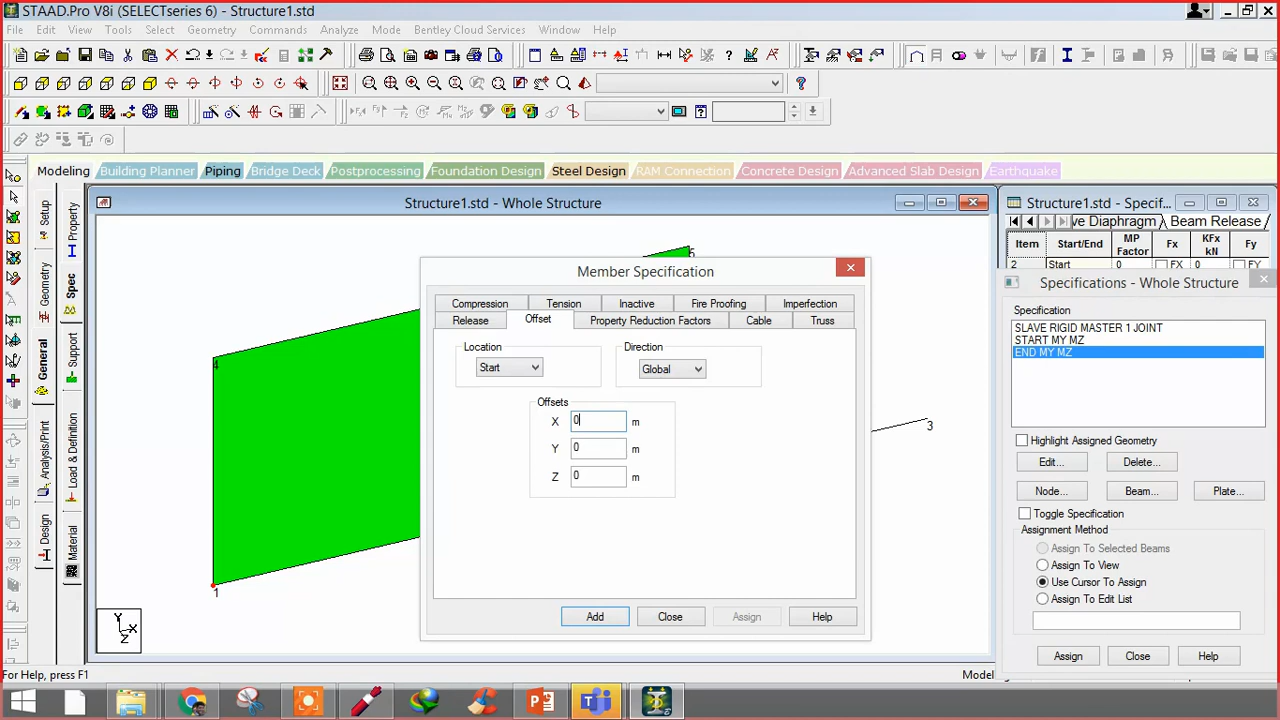 STAAD.Pro V8i (SELECTseries 6) - Structure1.std
File Edit View Tools Select Geometry Commands Analyze Mode Bentley Cloud Services Window Help
Modeling Building Planner Piping Bridge Deck Postprocessing Foundation Design Steel Design RAM Connection Concrete Design Advanced Slab Design Earthquake
Structure1.std - Whole Structure
Structure1.std - Specif...
ve Diaphragm Beam Release
Item Start/End MP Factor Fx KFx kN Fy
2 Start 0 FX 0 FY
Setup
Geometry
General
Analysis/Print
Design
Property
Spec
Support
Load & Definition
Material
5
4
3
1
Y
X
Z
Member Specification
Compression Tension Inactive Fire Proofing Imperfection
Release Offset Property Reduction Factors Cable Truss
Location
Start
Direction
Global
Offsets
X 0 m
Y 0 m
Z 0 m
Add Close Assign Help
Specifications - Whole Structure
Specification
SLAVE RIGID MASTER 1 JOINT
START MY MZ
END MY MZ
Highlight Assigned Geometry
Edit... Delete...
Node... Beam... Plate...
Toggle Specification
Assignment Method
Assign To Selected Beams
Assign To View
Use Cursor To Assign
Assign To Edit List
Assign Close Help
For Help, press F1
Model